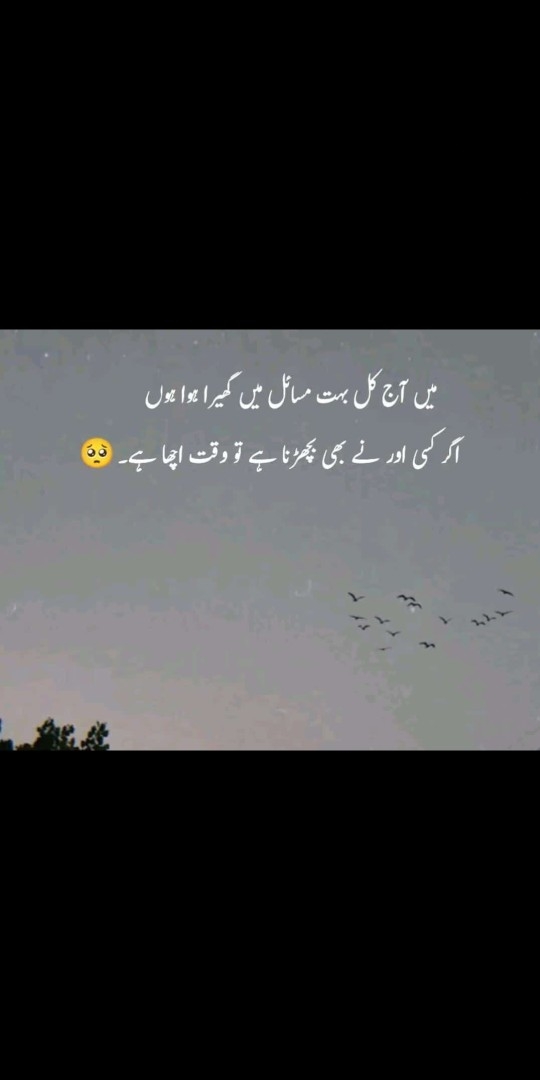 میں آج کل بہت مسائل میں گھیرا ہوا ہوں
اگر کسی اور نے بھی بچھڑنا ہے تو وقت اچھا ہے۔ 🥺